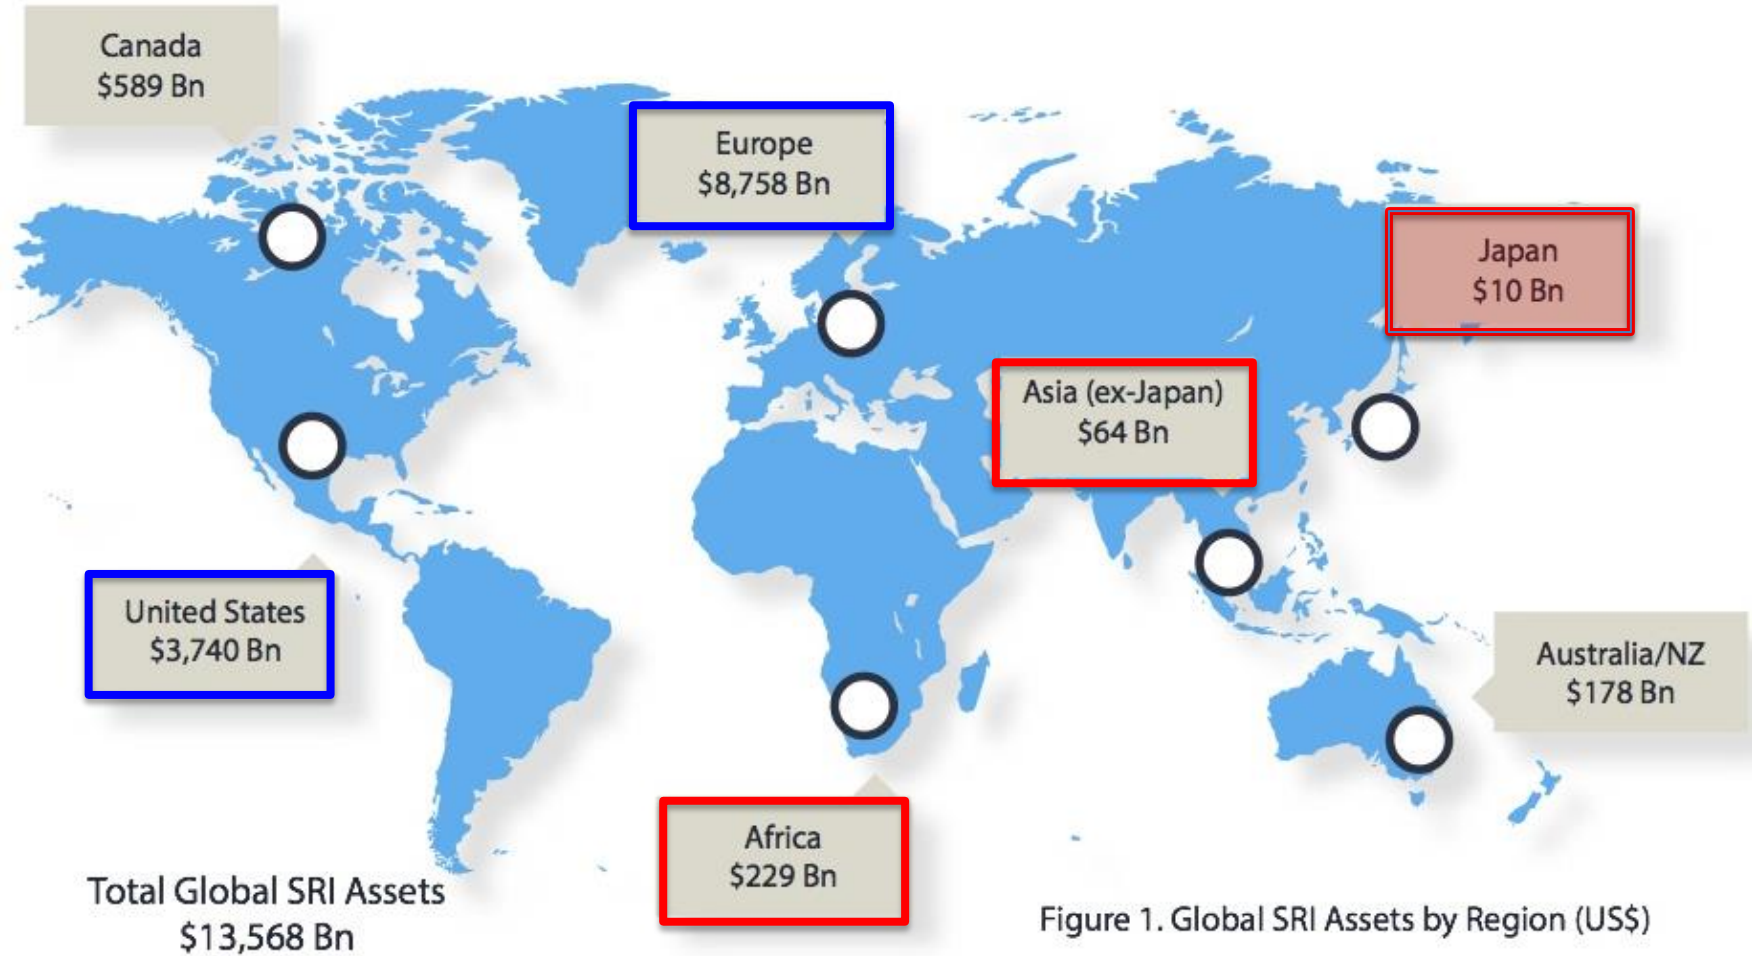 Canada
$589 Bn
Europe
$8,758 Bn
Japan
$10 Bn
Asia (ex-Japan)
$64 Bn
United States
$3,740 Bn
Australia/NZ
$178 Bn
Africa
$229 Bn
Total Global SRI Assets
$13,568 Bn
Figure 1. Global SRI Assets by Region (US$)